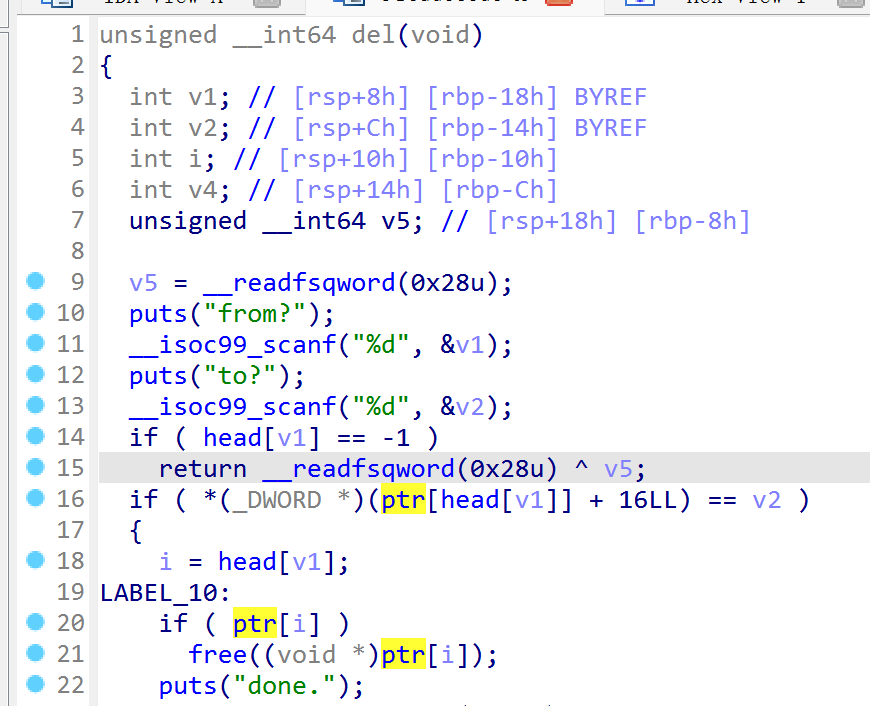 1 unsigned __int64 del(void)
2 {
3 int v1; // [rsp+8h] [rbp-18h] BYREF
4 int v2; // [rsp+Ch] [rbp-14h] BYREF
5 int i; // [rsp+10h] [rbp-10h]
6 int v4; // [rsp+14h] [rbp-Ch]
7 unsigned __int64 v5; // [rsp+18h] [rbp-8h]
8
9 v5 = __readfsqword(0x28u);
10 puts("from?");
11 __isoc99_scanf("%d", &v1);
12 puts("to?");
13 __isoc99_scanf("%d", &v2);
14 if ( head[v1] == -1 )
15 return __readfsqword(0x28u) ^ v5;
16 if ( *(_DWORD *)(ptr[head[v1]] + 16LL) == v2 )
17 {
18 i = head[v1];
19 LABEL_10:
20 if ( ptr[i] )
21 free((void *)ptr[i]);
22 puts("done.");